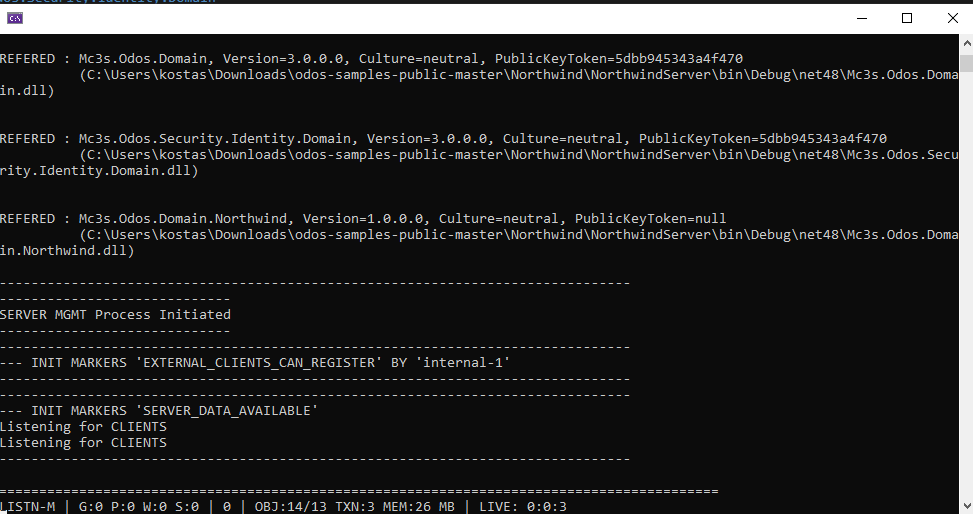 C:\
REFERED : Mc3s.Odos.Domain, Version=3.0.0.0, Culture=neutral, PublicKeyToken=5dbb945343a4f470
(C:\Users\kostas\Downloads\odos-samples-public-master\Northwind\NorthwindServer\bin\Debug\net48\Mc3s.Odos.Doma
in.dll)
REFERED : Mc3s.Odos.Security.Identity.Domain, Version=3.0.0.0, Culture=neutral, PublicKeyToken=5dbb945343a4f470
(C:\Users\kostas\Downloads\odos-samples-public-master\Northwind\NorthwindServer\bin\Debug\net48\Mc3s.Odos.Secu
rity.Identity.Domain.dll)
REFERED : Mc3s.Odos.Domain.Northwind, Version=1.0.0.0, Culture=neutral, PublicKeyToken=null
(C:\Users\kostas\Downloads\odos-samples-public-master\Northwind\NorthwindServer\bin\Debug\net48\Mc3s.Odos.Doma
in.Northwind.dll)
-------------------------------------------------------------------------------
-----------------------------
SERVER MGMT Process Initiated
-----------------------------
-------------------------------------------------------------------------------
--- INIT MARKERS 'EXTERNAL_CLIENTS_CAN_REGISTER' BY 'internal-1'
-------------------------------------------------------------------------------
-------------------------------------------------------------------------------
--- INIT MARKERS 'SERVER_DATA_AVAILABLE'
Listening for CLIENTS
Listening for CLIENTS
-------------------------------------------------------------------------------
==========================================================================================
LISTN-M | G:0 P:0 W:0 S:0 | 0 | OBJ:14/13 TXN:3 MEM:26 MB | LIVE: 0:0:3